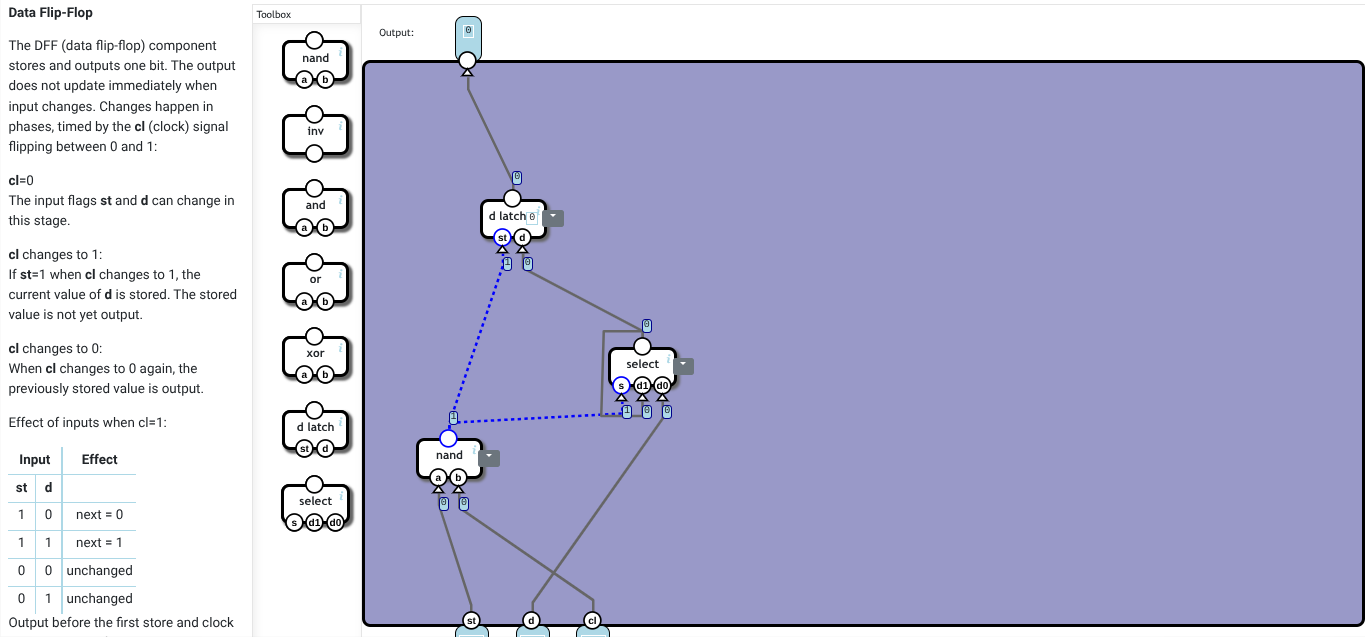 Data Flip-Flop
The DFF (data flip-flop) component
stores and outputs one bit. The output
does not update immediately when
input changes. Changes happen in
phases, timed by the cl (clock) signal
flipping between 0 and 1:
cl=0
The input flags st and d can change in
this stage.
cl changes to 1:
If st=1 when cl changes to 1, the
current value of d is stored. The stored
value is not yet output.
cl changes to 0:
When cl changes to 0 again, the
previously stored value is output.
Effect of inputs when cl=1:
Input Effect
st d
1 0 next = 0
1 1 next = 1
0 0 unchanged
0 1 unchanged
Output before the first store and clock
Toolbox
nand i
a b
inv i
and i
a b
or i
a b
xor i
a b
d latch i
st d
select i
s d1 d0
Output:
0
0
d latch 0 i
st d
1 0
0
select i
s d1 d0
1 0 0
1
nand i
a b
0 0
st d cl